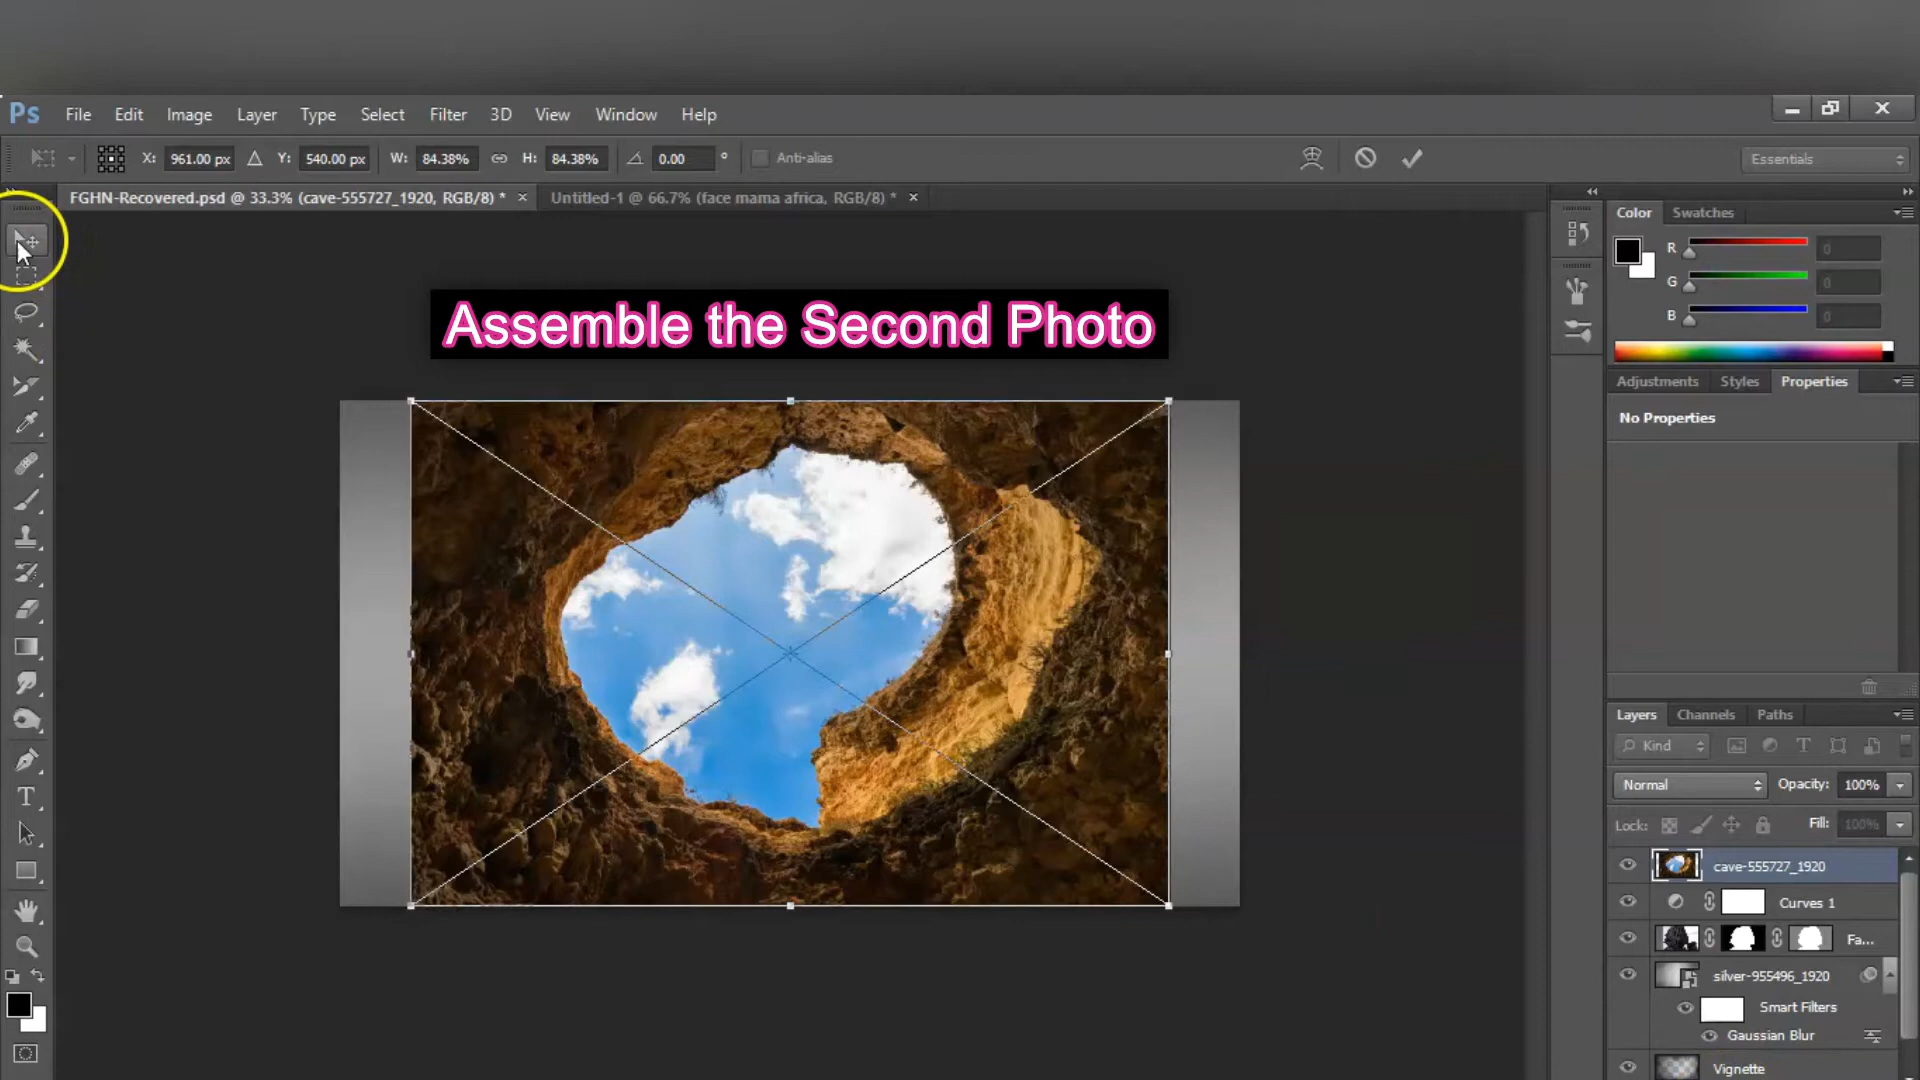 Ps File Edit Image Layer Type Select Filter 3D View Window Help
X: 961.00 px Y: 540.00 px W: 84.38% H: 84.38% 0.00 ° Anti-alias Essentials
FGHN-Recovered.psd @ 33.3% (cave-555727_1920, RGB/8) * × Untitled-1 @ 66.7% (face mama africa, RGB/8) * ×
Color Swatches
R 0
G 0
B 0
Assemble the Second Photo
Adjustments Styles Properties
No Properties
Layers Channels Paths
Kind
Normal Opacity: 100%
Lock: Fill: 100%
cave-555727_1920
Curves 1
Fa...
silver-955496_1920
Smart Filters
Gaussian Blur
Vignette